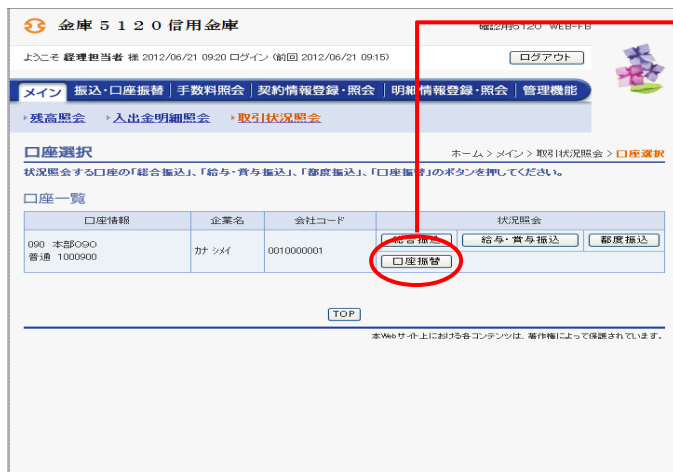 金庫5120信用金庫
確認用5120 WEB-FB
ようこそ 経理担当者 様 2012/06/21 09:20 ログイン (前回 2012/06/21 09:15)
ログアウト
メイン 振込・口座振替 手数料照会 契約情報登録・照会 明細情報登録・照会 管理機能
残高照会 入出金明細照会 取引状況照会
口座選択
ホーム > メイン > 取引状況照会 > 口座選択
状況照会する口座の「総合振込」、「給与・賞与振込」、「都度振込」、「口座振替」のボタンを押してください。
口座一覧
口座情報 企業名 会社コード 状況照会
総合振込 給与・賞与振込 都度振込
090 本部090
普通 1000900
カナ シメイ 0010000001
口座振替
TOP
本Webサイト上における各コンテンツは、著作権によって保護されています。